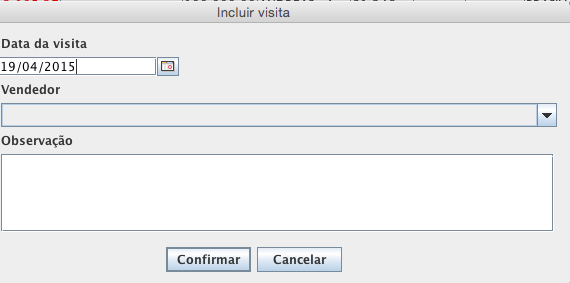 Incluir visita
Data da visita
19/04/2015
Vendedor
Observação
Confirmar Cancelar